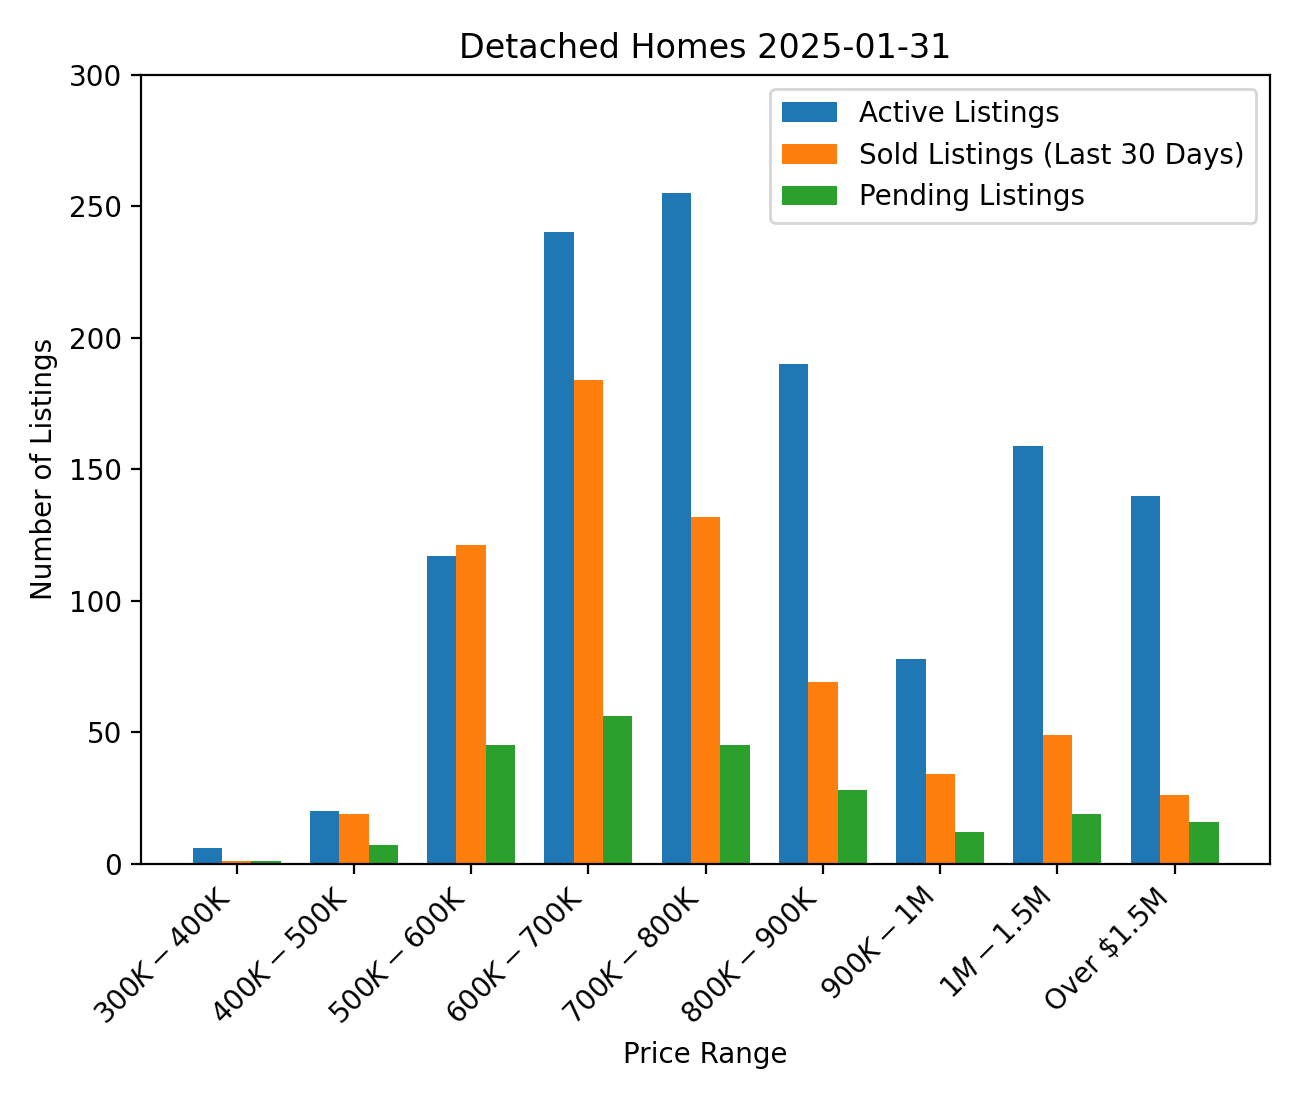 Detached Homes 2025-01-31
300
250
200
150
100
50
0
Number of Listings
Active Listings
Sold Listings (Last 30 Days)
Pending Listings
300K − 400K
400K − 500K
500K − 600K
600K − 700K
700K − 800K
800K − 900K
900K − 1M
1M − 1.5M
Over $1.5M
Price Range